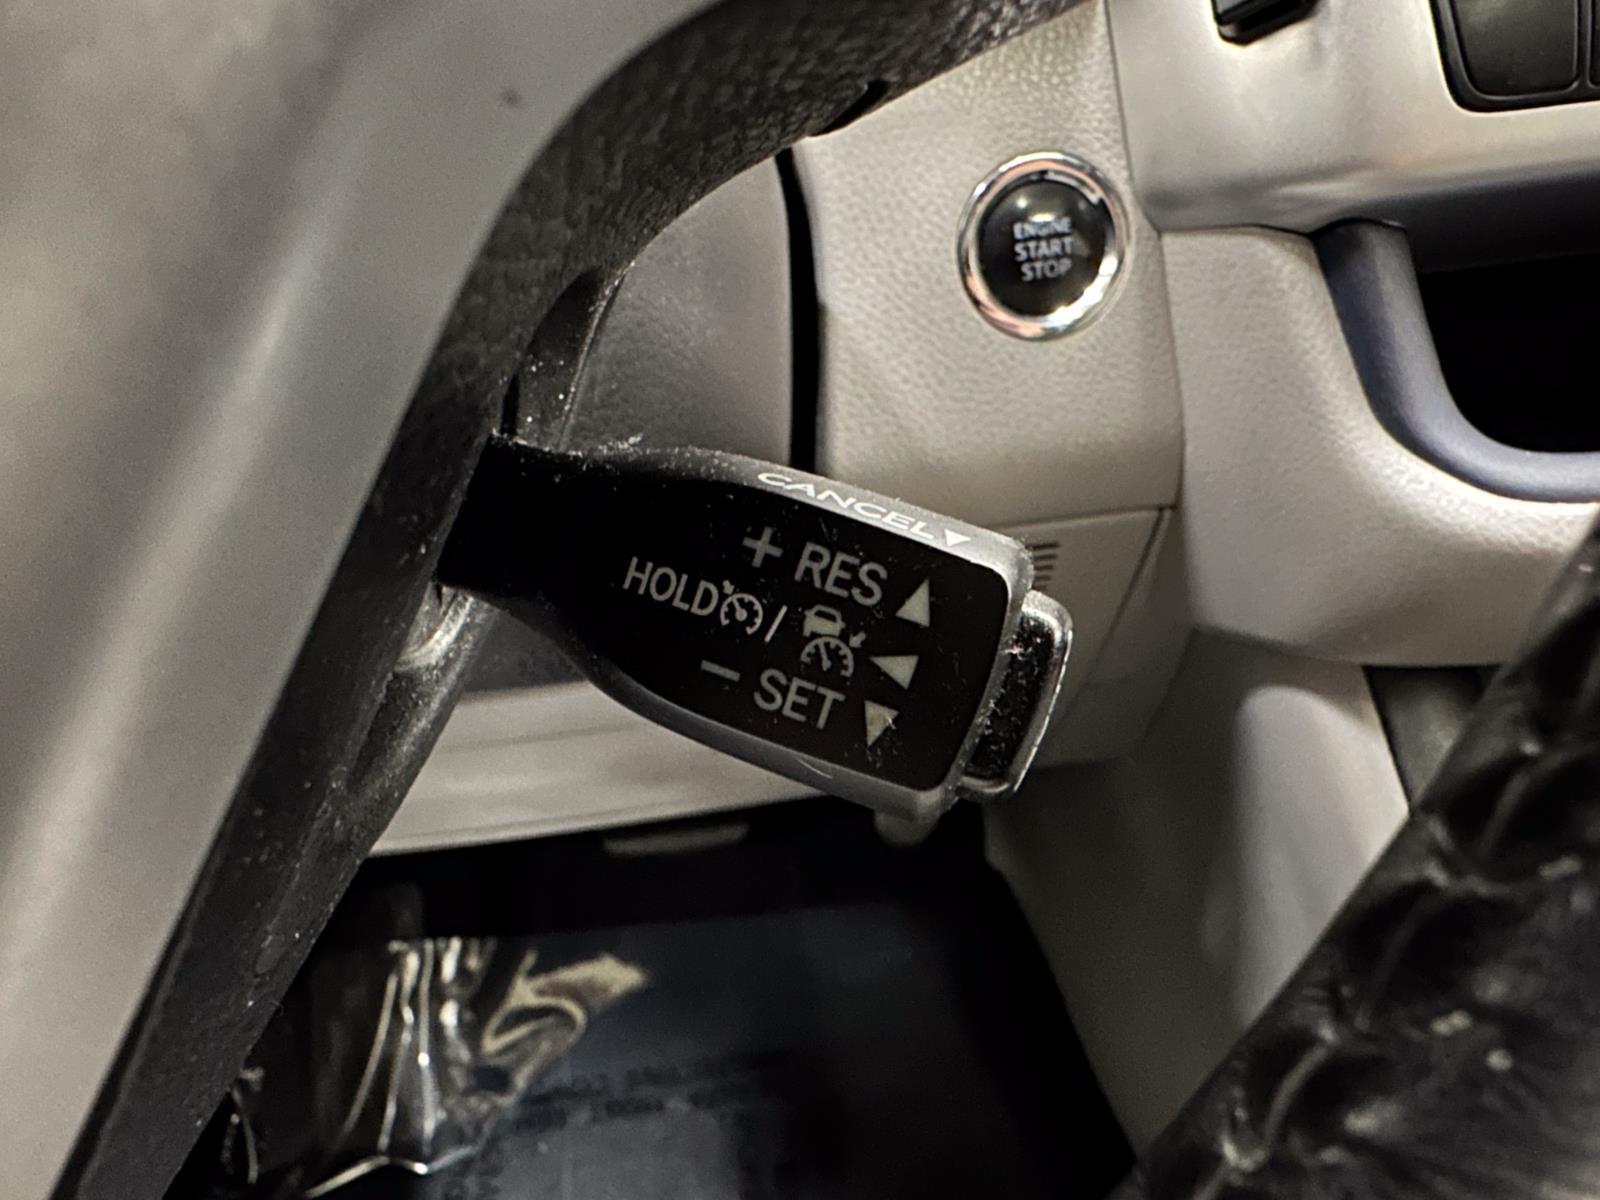 ENGINE
START
STOP
CANCEL▼
+ RES ▲
HOLD / ◀
− SET ▼